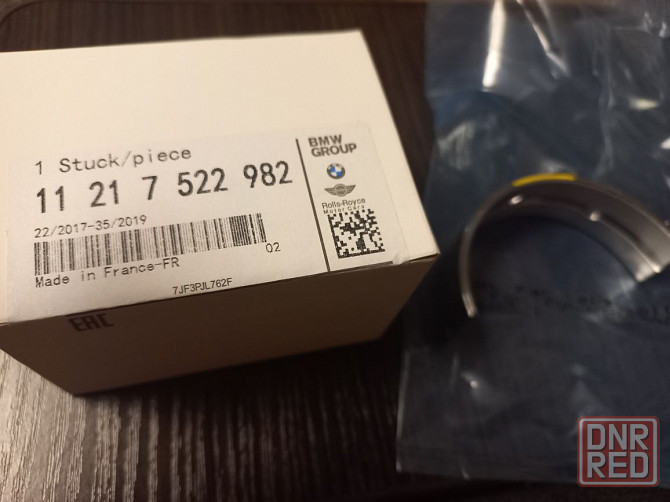 1 Stuck/piece
11 21 7 522 982
22/2017-35/2019
02
Made in France-FR
7JF3PJL762F
BMW
GROUP
Rolls-Royce
Motor Cars
EAC
DNR
RED